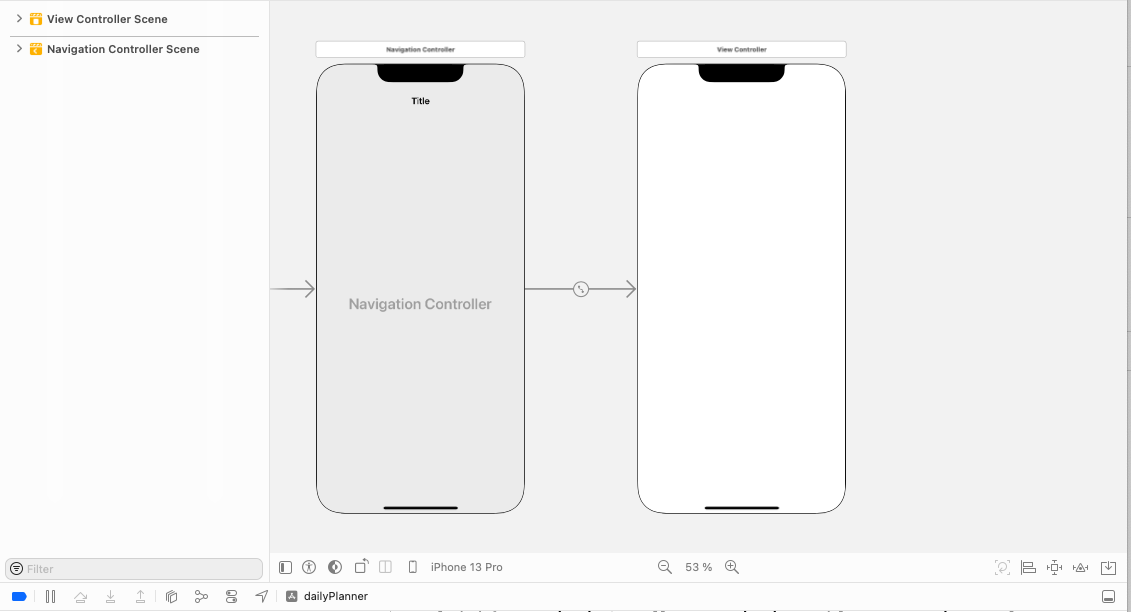 View Controller Scene
Navigation Controller Scene
Navigation Controller
View Controller
Title
Navigation Controller
Filter
iPhone 13 Pro
53 %
dailyPlanner